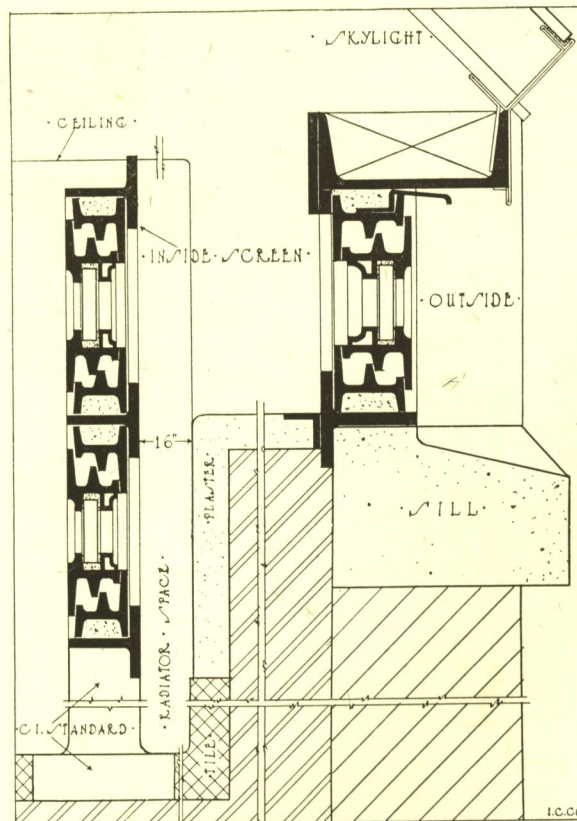 · SKYLIGHT ·
· CEILING ·
· INSIDE · SCREEN ·
· OUTSIDE ·
16"
· PLASTER ·
· SILL ·
· RADIATOR · SPACE ·
· C.I. STANDARD ·
· TILE ·